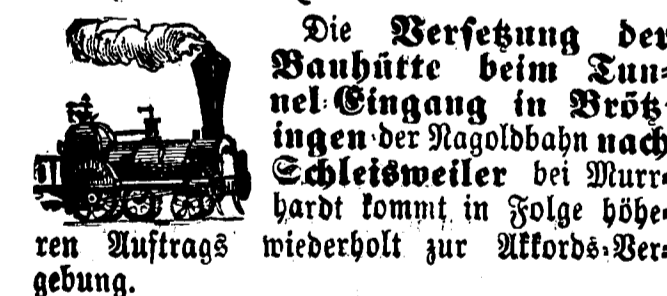 Die Versetzung der
Bauhütte beim Tun-
nel-Eingang in Brötz-
ingen der Nagoldbahn nach
Schleisweiler bei Murr-
hardt kommt in Folge höhe-
ren Auftrags wiederholt zur Akkords-Ver-
gebung.